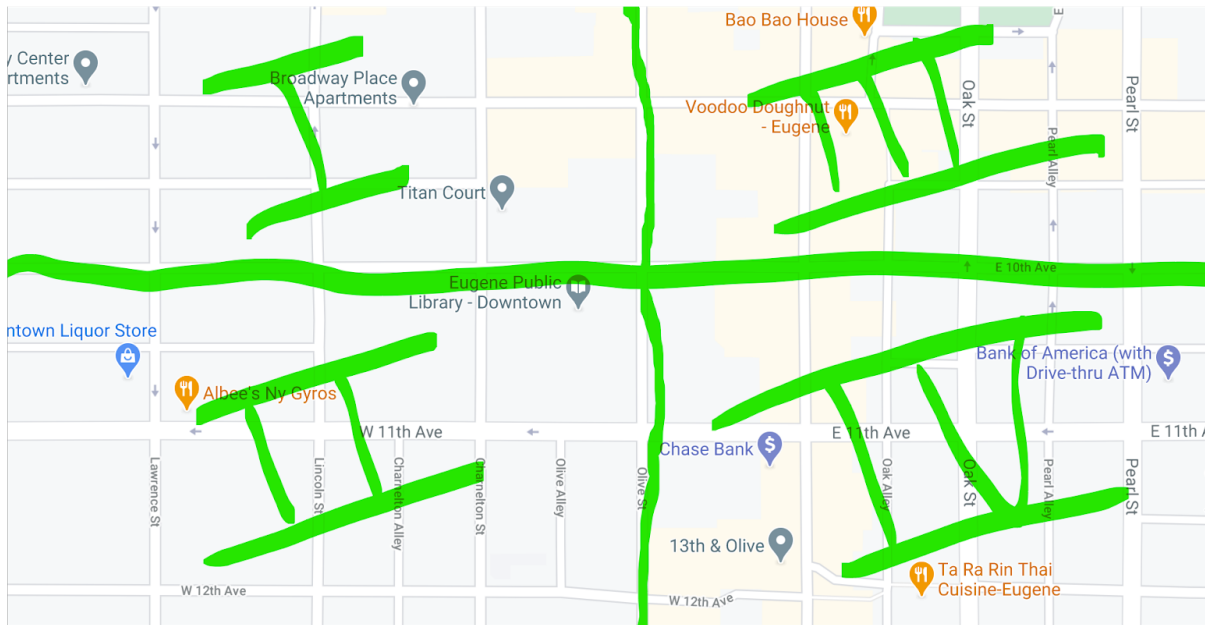 Bao Bao House
y Center
rtments
Broadway Place
Apartments
I
Voodoo Doughnut
- Eugene
III
Oak St
Pearl St
Pearl Alley
Titan Court
E 10th Ave
Eugene Public
Library - Downtown
ntown Liquor Store
Albee's Ny Gyros
II
Bank of America (with
Drive-thru ATM)
IV
W 11th Ave
Chase Bank
E 11th Ave
E 11th A
Lawrence St
Lincoln St
Charnelton Alley
Charnelton St
Olive Alley
Olive St
Oak Alley
Oak St
Pearl Alley
Pearl St
13th & Olive
Ta Ra Rin Thai
Cuisine-Eugene
W 12th Ave
W 12th Ave